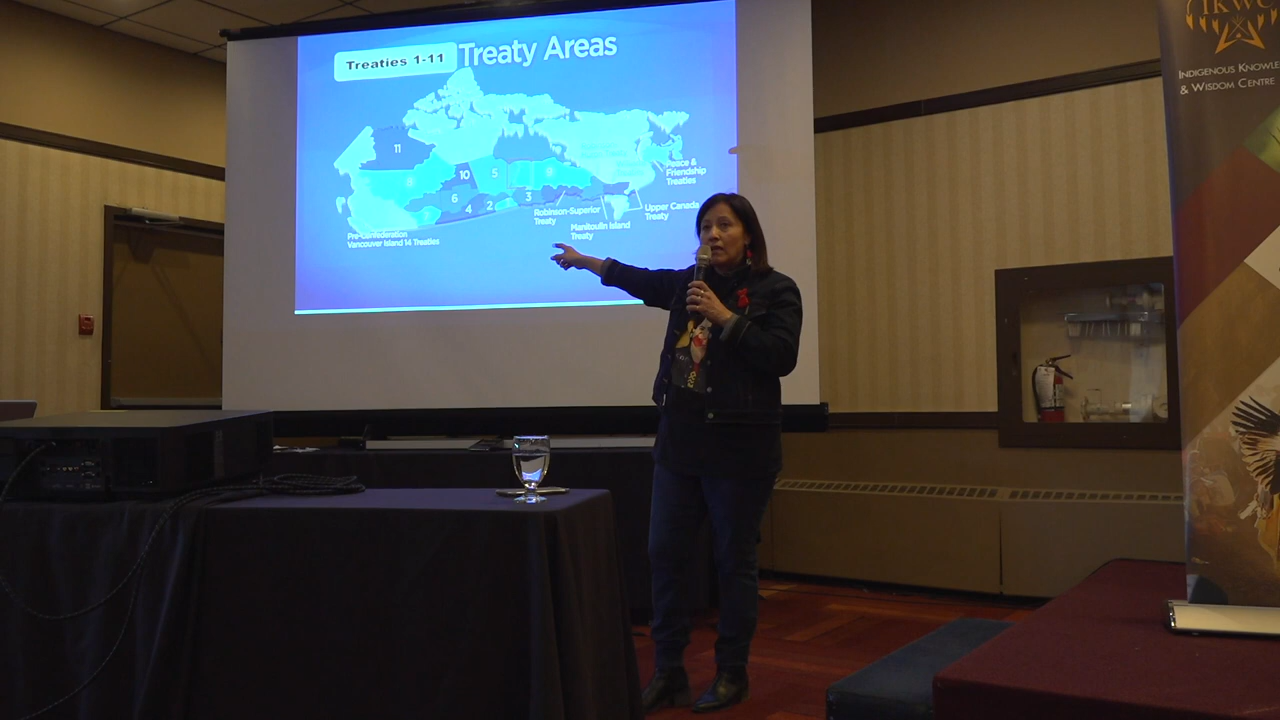 Treaties 1-11
Treaty Areas
11
10
5
9
6
4
2
3
Peace &
Friendship
Treaties
Robinson-Superior
Treaty
Upper Canada
Treaty
Manitoulin Island
Treaty
Pre-Confederation
Vancouver Island 14 Treaties
IKWC
INDIGENOUS KNOWLE
& WISDOM CENTRE